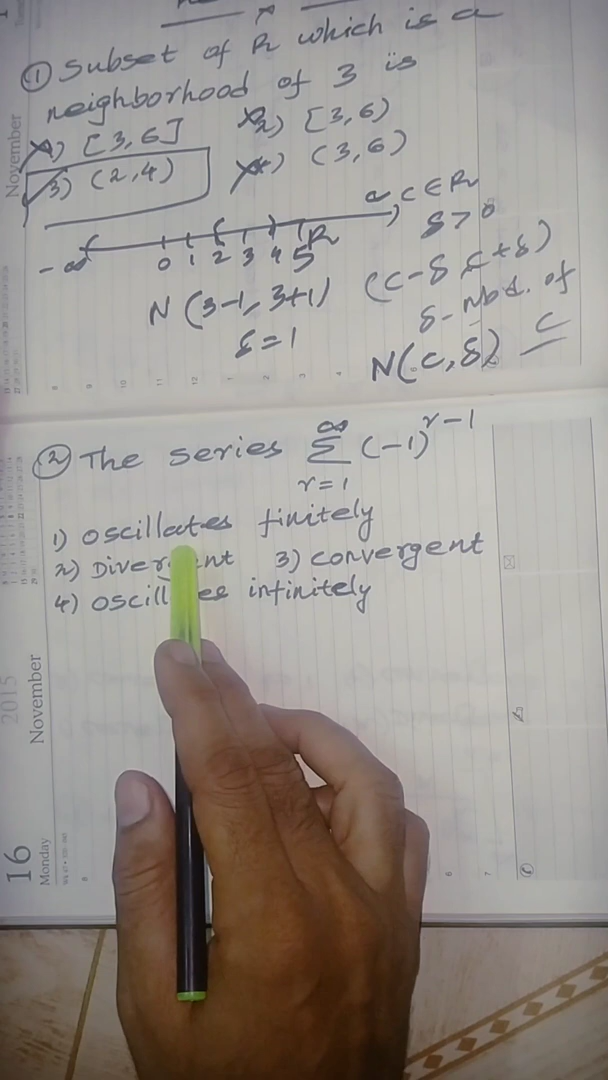 ① Subset of R which is a
neighborhood of 3 is
1) [3,6] 2) [3,6)
3) (2,4) 4) (3,6)
-∞ 0 1 2 3 4 5 R ∞, c ∈ R
δ > 0
N (3-1, 3+1) (c-δ, c+δ)
δ=1 δ-nbd. of
N(c, δ) c
② The series ∞ Σ r=1 (-1)^r-1
1) oscillates finitely
2) Divergent 3) convergent
4) oscillates infinitely
November
2015
November
16
Monday